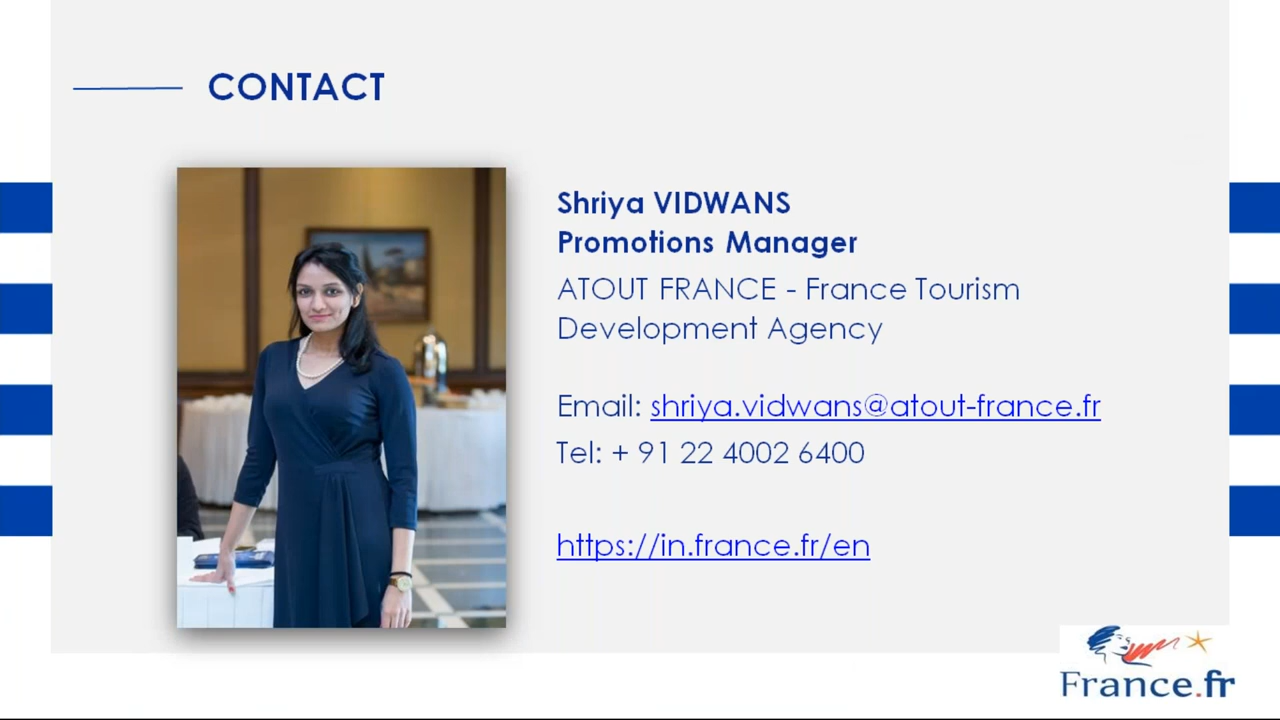 CONTACT
Shriya VIDWANS
Promotions Manager
ATOUT FRANCE - France Tourism
Development Agency
Email: shriya.vidwans@atout-france.fr
Tel: + 91 22 4002 6400
https://in.france.fr/en
France.fr